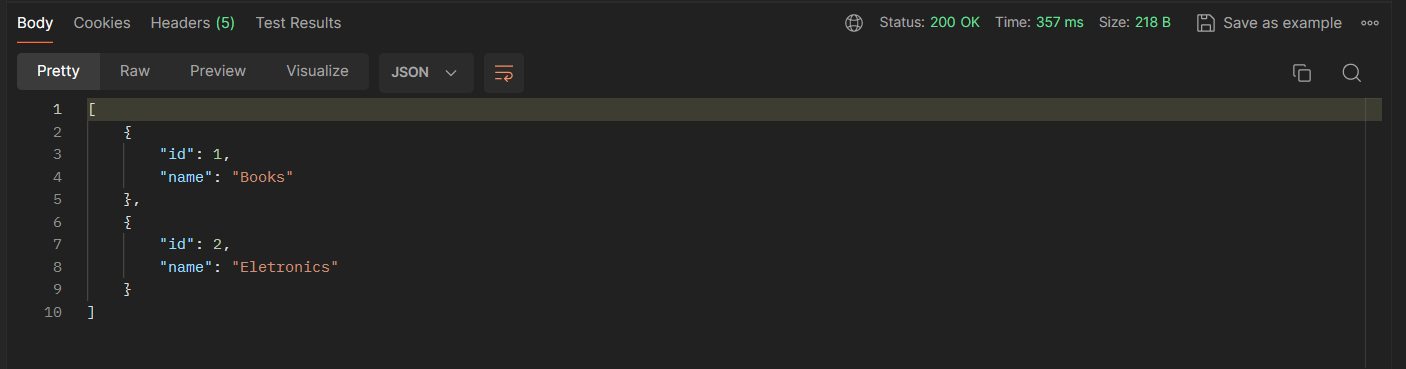 Body Cookies Headers (5) Test Results Status: 200 OK Time: 357 ms Size: 218 B Save as example
Pretty Raw Preview Visualize JSON
1 [
2 {
3 "id": 1,
4 "name": "Books"
5 },
6 {
7 "id": 2,
8 "name": "Eletronics"
9 }
10 ]